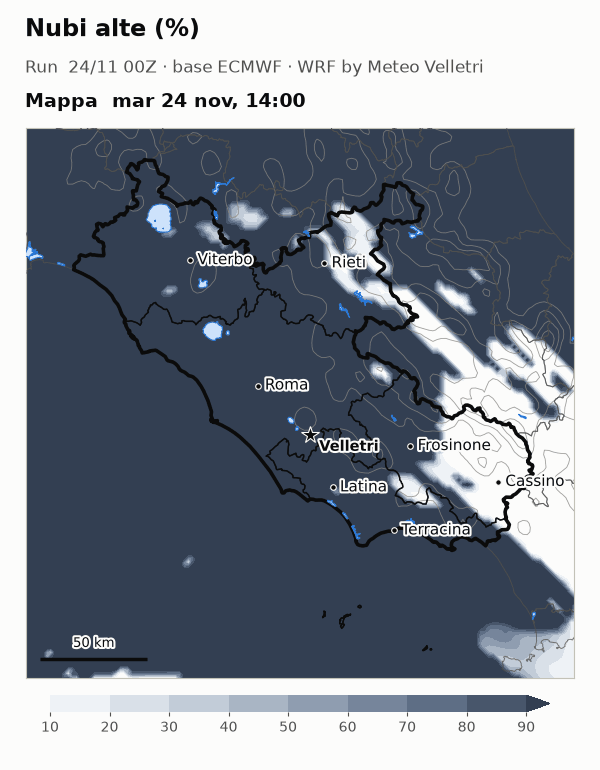 Nubi alte (%)
Run  24/11 00Z · base ECMWF · WRF by Meteo Velletri
Mappa  mar 24 nov, 14:00
Viterbo
Rieti
Roma
Velletri
Frosinone
Cassino
Latina
Terracina
50 km
10 20 30 40 50 60 70 80 90